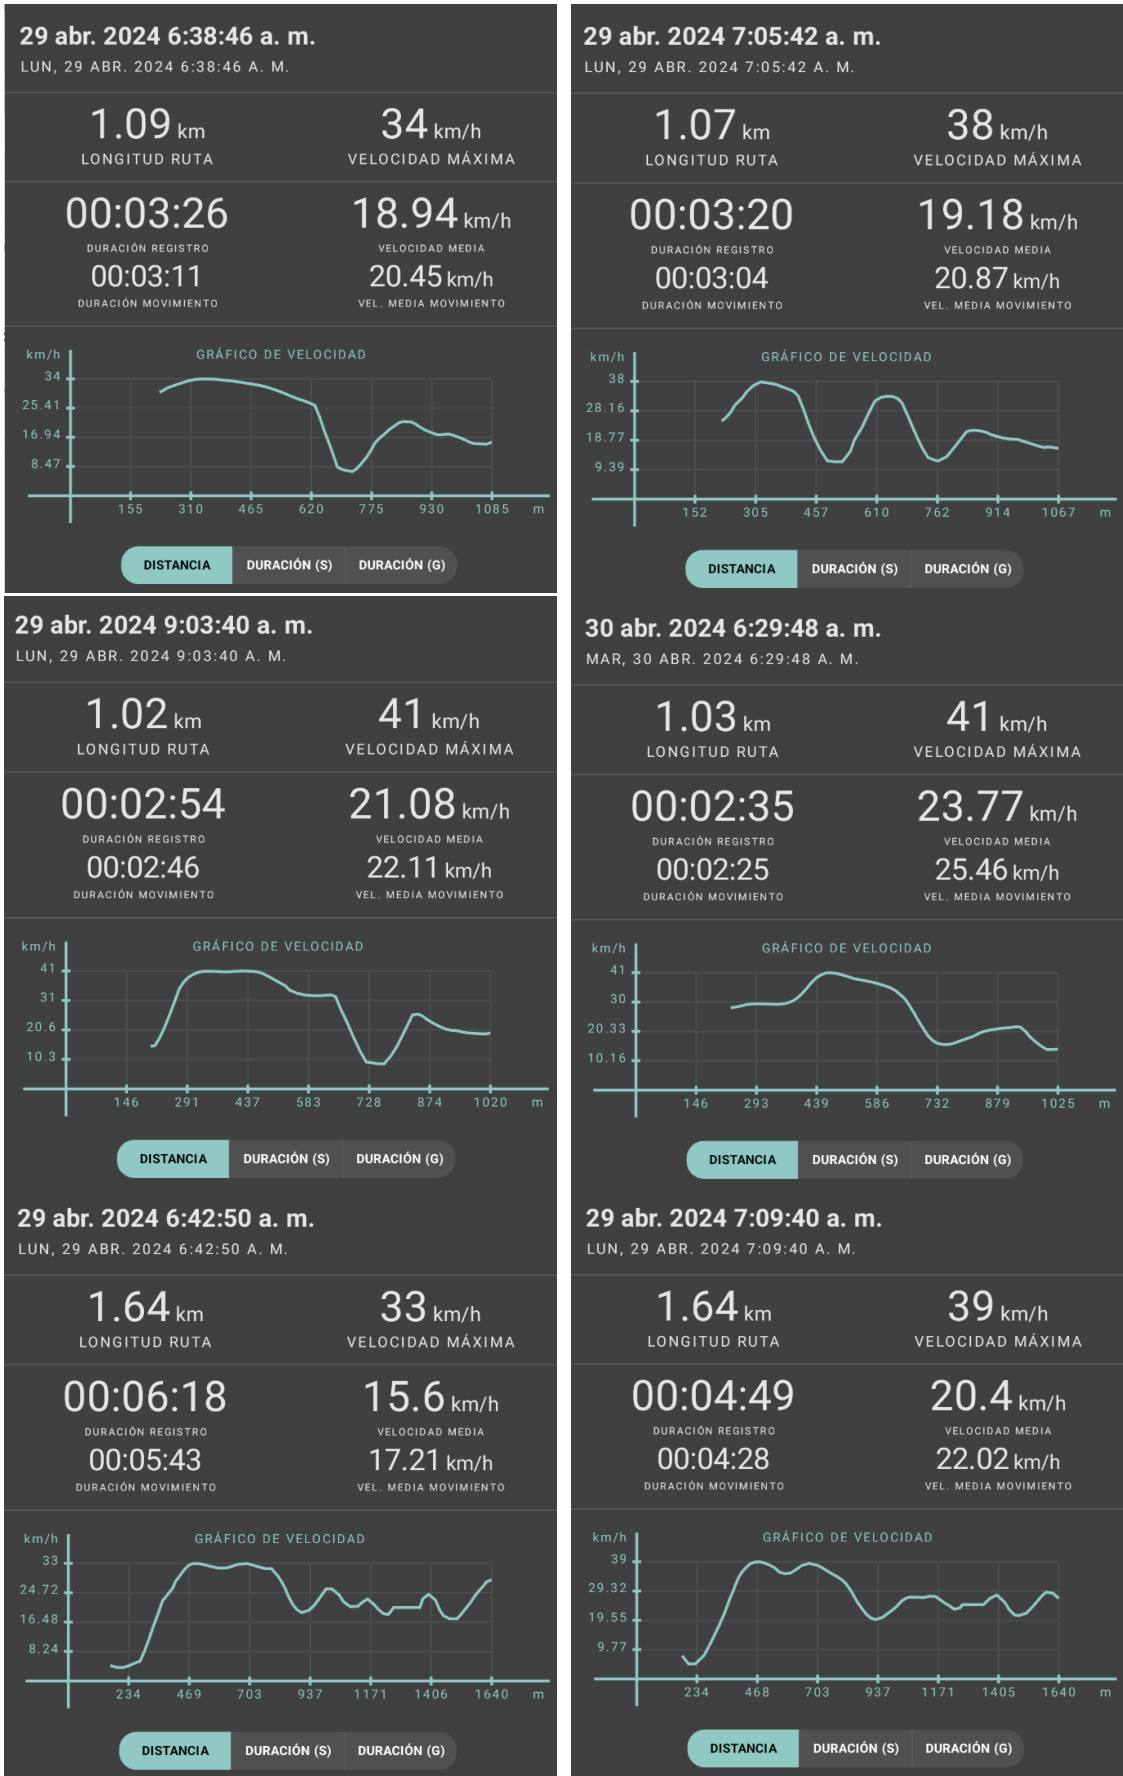 29 abr. 2024 6:38:46 a. m.
LUN, 29 ABR. 2024 6:38:46 A. M.
1.09 km 34 km/h
LONGITUD RUTA VELOCIDAD MÁXIMA
00:03:26 18.94 km/h
DURACIÓN REGISTRO VELOCIDAD MEDIA
00:03:11 20.45 km/h
DURACIÓN MOVIMIENTO VEL. MEDIA MOVIMIENTO
km/h GRÁFICO DE VELOCIDAD
34
25.41
16.94
8.47
155 310 465 620 775 930 1085 m
DISTANCIA DURACIÓN (S) DURACIÓN (G)
29 abr. 2024 7:05:42 a. m.
LUN, 29 ABR. 2024 7:05:42 A. M.
1.07 km 38 km/h
LONGITUD RUTA VELOCIDAD MÁXIMA
00:03:20 19.18 km/h
DURACIÓN REGISTRO VELOCIDAD MEDIA
00:03:04 20.87 km/h
DURACIÓN MOVIMIENTO VEL. MEDIA MOVIMIENTO
km/h GRÁFICO DE VELOCIDAD
38
28.16
18.77
9.39
152 305 457 610 762 914 1067 m
DISTANCIA DURACIÓN (S) DURACIÓN (G)
29 abr. 2024 9:03:40 a. m.
LUN, 29 ABR. 2024 9:03:40 A. M.
1.02 km 41 km/h
LONGITUD RUTA VELOCIDAD MÁXIMA
00:02:54 21.08 km/h
DURACIÓN REGISTRO VELOCIDAD MEDIA
00:02:46 22.11 km/h
DURACIÓN MOVIMIENTO VEL. MEDIA MOVIMIENTO
km/h GRÁFICO DE VELOCIDAD
41
31
20.6
10.3
146 291 437 583 728 874 1020 m
DISTANCIA DURACIÓN (S) DURACIÓN (G)
30 abr. 2024 6:29:48 a. m.
MAR, 30 ABR. 2024 6:29:48 A. M.
1.03 km 41 km/h
LONGITUD RUTA VELOCIDAD MÁXIMA
00:02:35 23.77 km/h
DURACIÓN REGISTRO VELOCIDAD MEDIA
00:02:25 25.46 km/h
DURACIÓN MOVIMIENTO VEL. MEDIA MOVIMIENTO
km/h GRÁFICO DE VELOCIDAD
41
30
20.33
10.16
146 293 439 586 732 879 1025 m
DISTANCIA DURACIÓN (S) DURACIÓN (G)
29 abr. 2024 6:42:50 a. m.
LUN, 29 ABR. 2024 6:42:50 A. M.
1.64 km 33 km/h
LONGITUD RUTA VELOCIDAD MÁXIMA
00:06:18 15.6 km/h
DURACIÓN REGISTRO VELOCIDAD MEDIA
00:05:43 17.21 km/h
DURACIÓN MOVIMIENTO VEL. MEDIA MOVIMIENTO
km/h GRÁFICO DE VELOCIDAD
33
24.72
16.48
8.24
234 469 703 937 1171 1406 1640 m
DISTANCIA DURACIÓN (S) DURACIÓN (G)
29 abr. 2024 7:09:40 a. m.
LUN, 29 ABR. 2024 7:09:40 A. M.
1.64 km 39 km/h
LONGITUD RUTA VELOCIDAD MÁXIMA
00:04:49 20.4 km/h
DURACIÓN REGISTRO VELOCIDAD MEDIA
00:04:28 22.02 km/h
DURACIÓN MOVIMIENTO VEL. MEDIA MOVIMIENTO
km/h GRÁFICO DE VELOCIDAD
39
29.32
19.55
9.77
234 468 703 937 1171 1405 1640 m
DISTANCIA DURACIÓN (S) DURACIÓN (G)